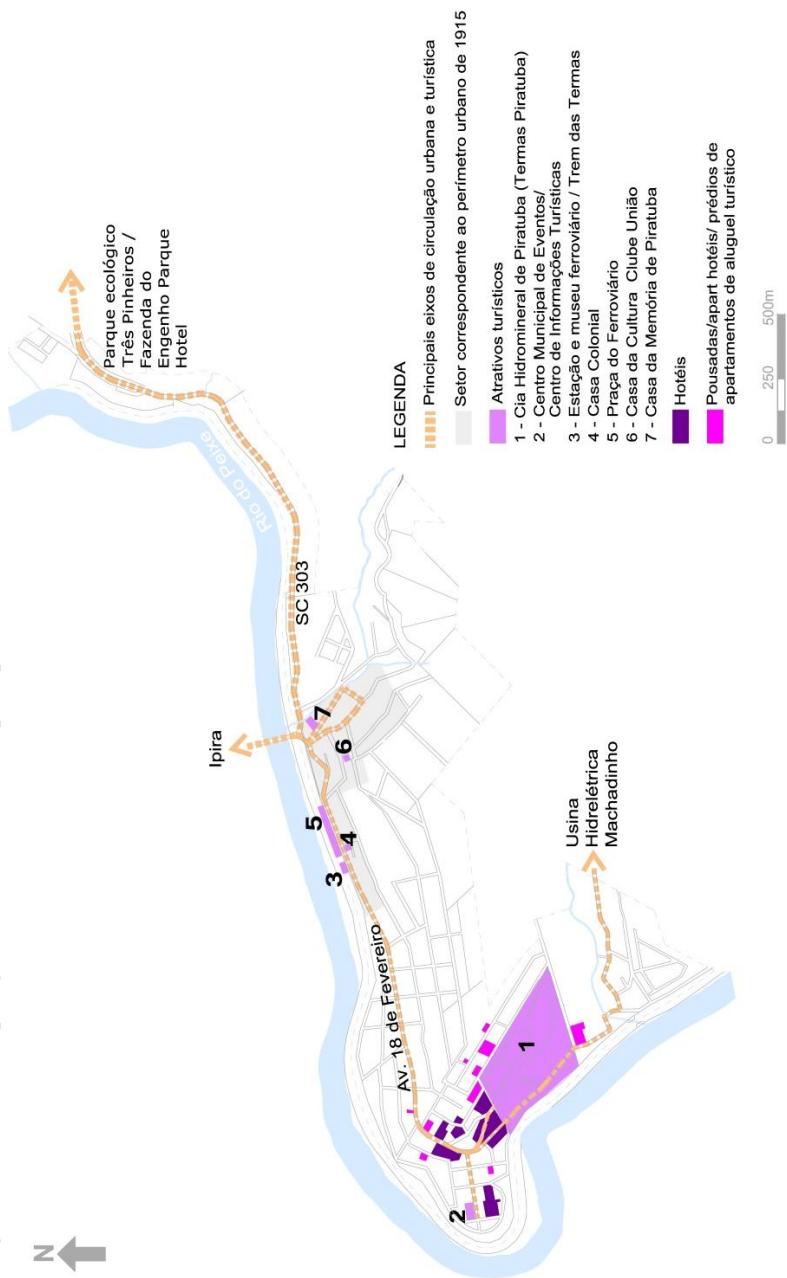 N
Parque ecológico
Três Pinheiros /
Fazenda do
Engenho Parque
Hotel
Rio do Peixe
SC 303
Ipira
7
6
5
4
3
Av. 18 de Fevereiro
Usina
Hidrelétrica
Machadinho
1
2
LEGENDA
Principais eixos de circulação urbana e turística
Setor correspondente ao perímetro urbano de 1915
Atrativos turísticos
1 - Cia Hidromineral de Piratuba (Termas Piratuba)
2 - Centro Municipal de Eventos/
Centro de Informações Turísticas
3 - Estação e museu ferroviário / Trem das Termas
4 - Casa Colonial
5 - Praça do Ferroviário
6 - Casa da Cultura Clube União
7 - Casa da Memória de Piratuba
Hotéis
Pousadas/apart hotéis/ prédios de
apartamentos de aluguel turístico
0 250 500m